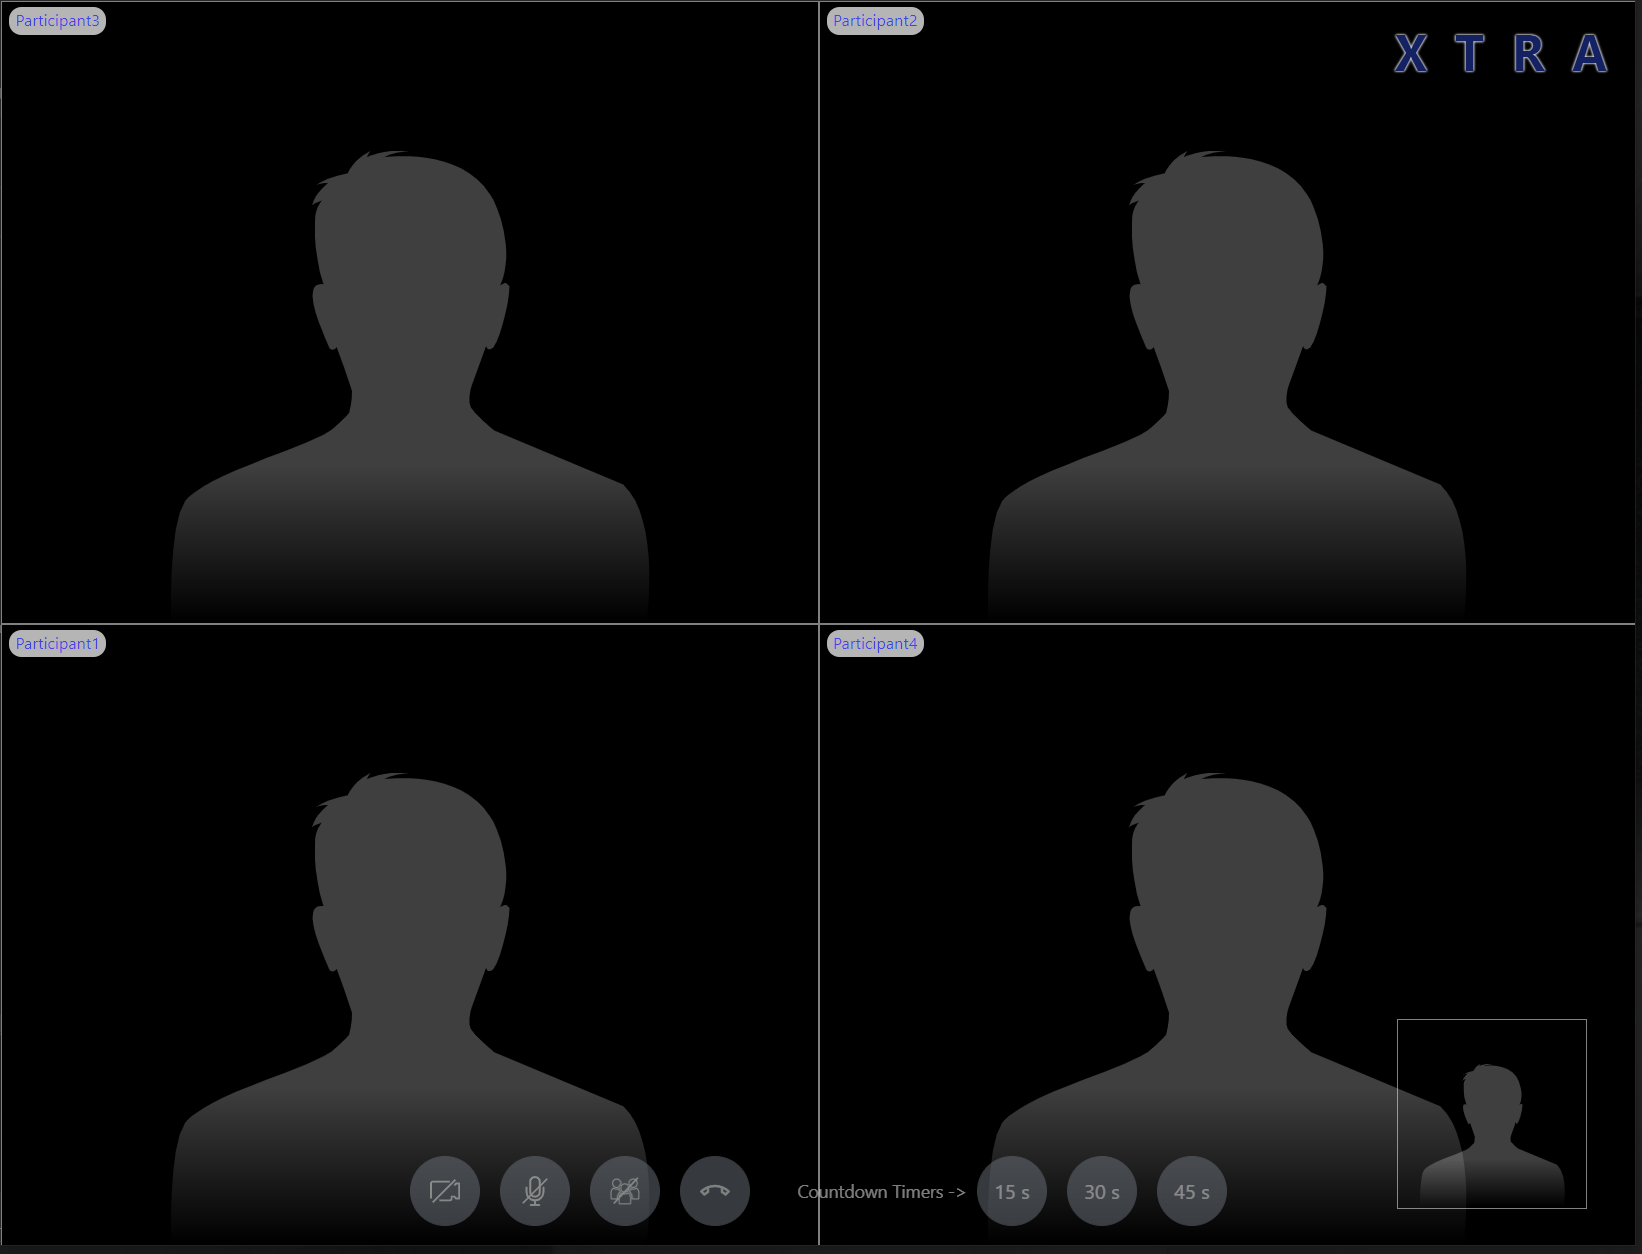 Participant3
Participant2
X T R A
Participant1
Participant4
Countdown Timers -> 15 s 30 s 45 s